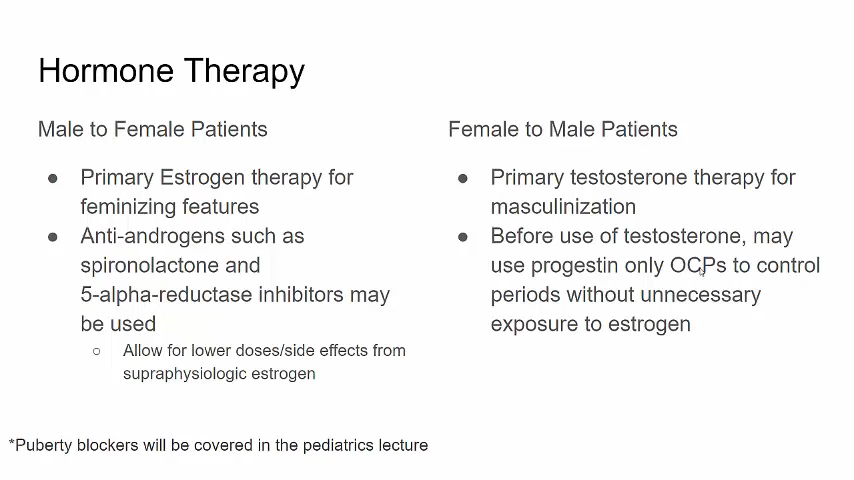 Hormone Therapy
Male to Female Patients
● Primary Estrogen therapy for
feminizing features
● Anti-androgens such as
spironolactone and
5-alpha-reductase inhibitors may
be used
○ Allow for lower doses/side effects from
supraphysiologic estrogen
Female to Male Patients
● Primary testosterone therapy for
masculinization
● Before use of testosterone, may
use progestin only OCPs to control
periods without unnecessary
exposure to estrogen
*Puberty blockers will be covered in the pediatrics lecture